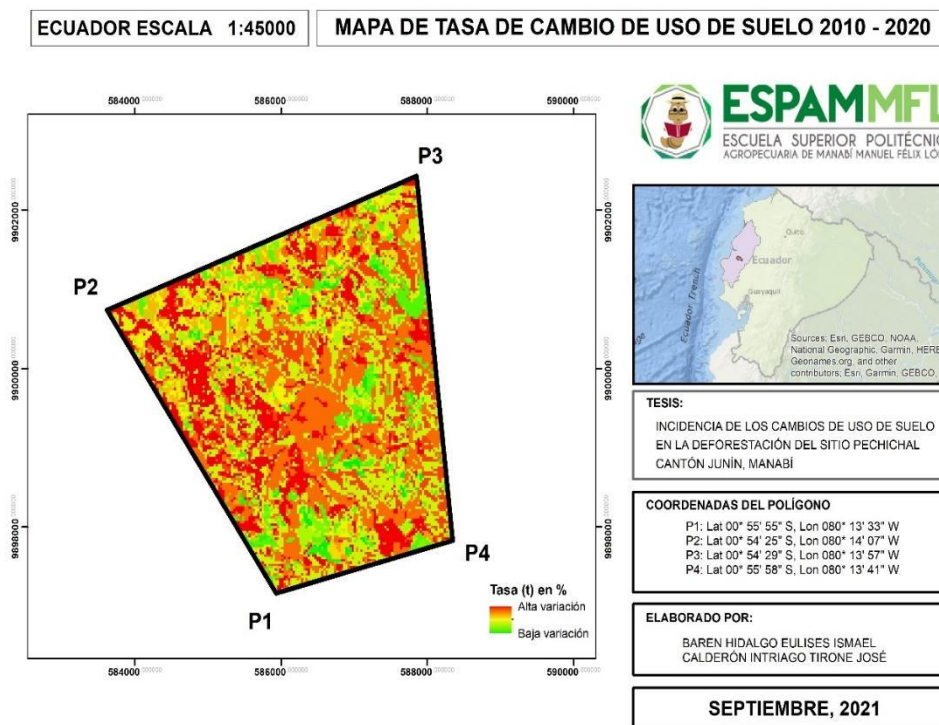 ECUADOR ESCALA 1:45000
MAPA DE TASA DE CAMBIO DE USO DE SUELO 2010 - 2020
584000 586000 588000 590000
ESPAMMFL
ESCUELA SUPERIOR POLITÉCNIC
AGROPECUARIA DE MANABÍ MANUEL FÉLIX LÓ
P3
P2
P4
P1
9902000
9900000
9898000
9902000
9900000
9898000
Tasa (t) en %
Alta variación
Baja variación
584000 586000 588000 590000
Quito
Ecuador
Guayaquil
Ecuador Trench
Sources: Esri, GEBCO, NOAA,
National Geographic, Garmin, HERE
Geonames.org, and other
contributors, Esri, Garmin, GEBCO,
TESIS:
INCIDENCIA DE LOS CAMBIOS DE USO DE SUELO
EN LA DEFORESTACIÓN DEL SITIO PECHICHAL
CANTÓN JUNÍN, MANABÍ
COORDENADAS DEL POLÍGONO
P1: Lat 00° 55' 55" S, Lon 080° 13' 33" W
P2: Lat 00° 54' 25" S, Lon 080° 14' 07" W
P3: Lat 00° 54' 29" S, Lon 080° 13' 57" W
P4: Lat 00° 55' 58" S, Lon 080° 13' 41" W
ELABORADO POR:
BAREN HIDALGO EULISES ISMAEL
CALDERÓN INTRIAGO TIRONE JOSÉ
SEPTIEMBRE, 2021